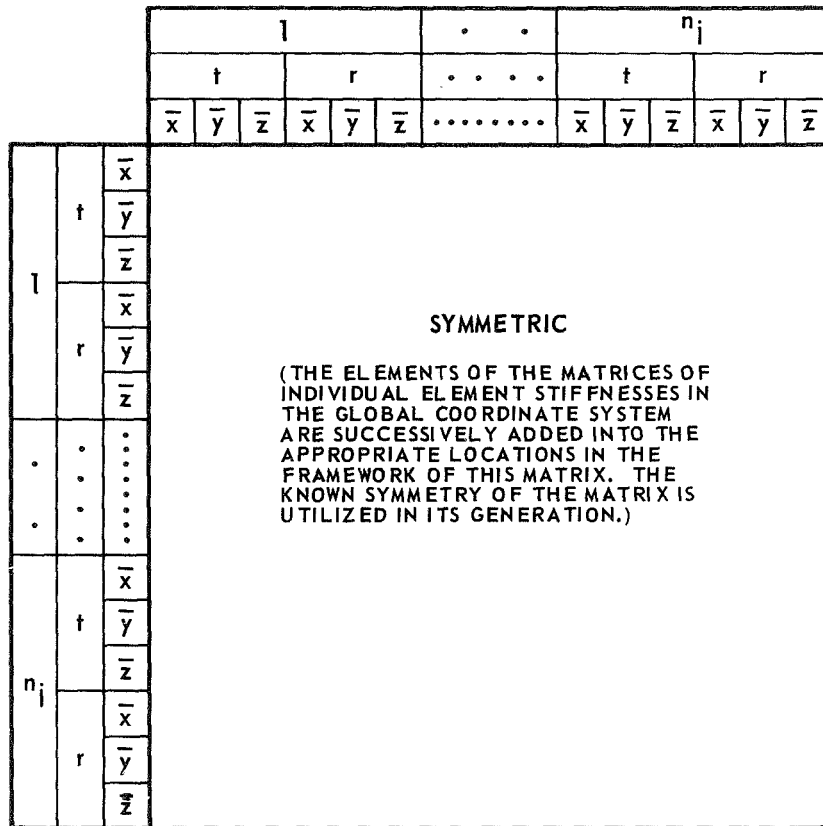 1 . . nj
t r . . . . t r
x̄ ȳ z̄ x̄ ȳ z̄ ........ x̄ ȳ z̄ x̄ ȳ z̄
x̄
t ȳ
z̄
1
x̄
r ȳ
z̄
SYMMETRIC
(THE ELEMENTS OF THE MATRICES OF
INDIVIDUAL ELEMENT STIFFNESSES IN
THE GLOBAL COORDINATE SYSTEM
ARE SUCCESSIVELY ADDED INTO THE
APPROPRIATE LOCATIONS IN THE
FRAMEWORK OF THIS MATRIX. THE
KNOWN SYMMETRY OF THE MATRIX IS
UTILIZED IN ITS GENERATION.)
x̄
t ȳ
z̄
nj
x̄
r ȳ
z̄